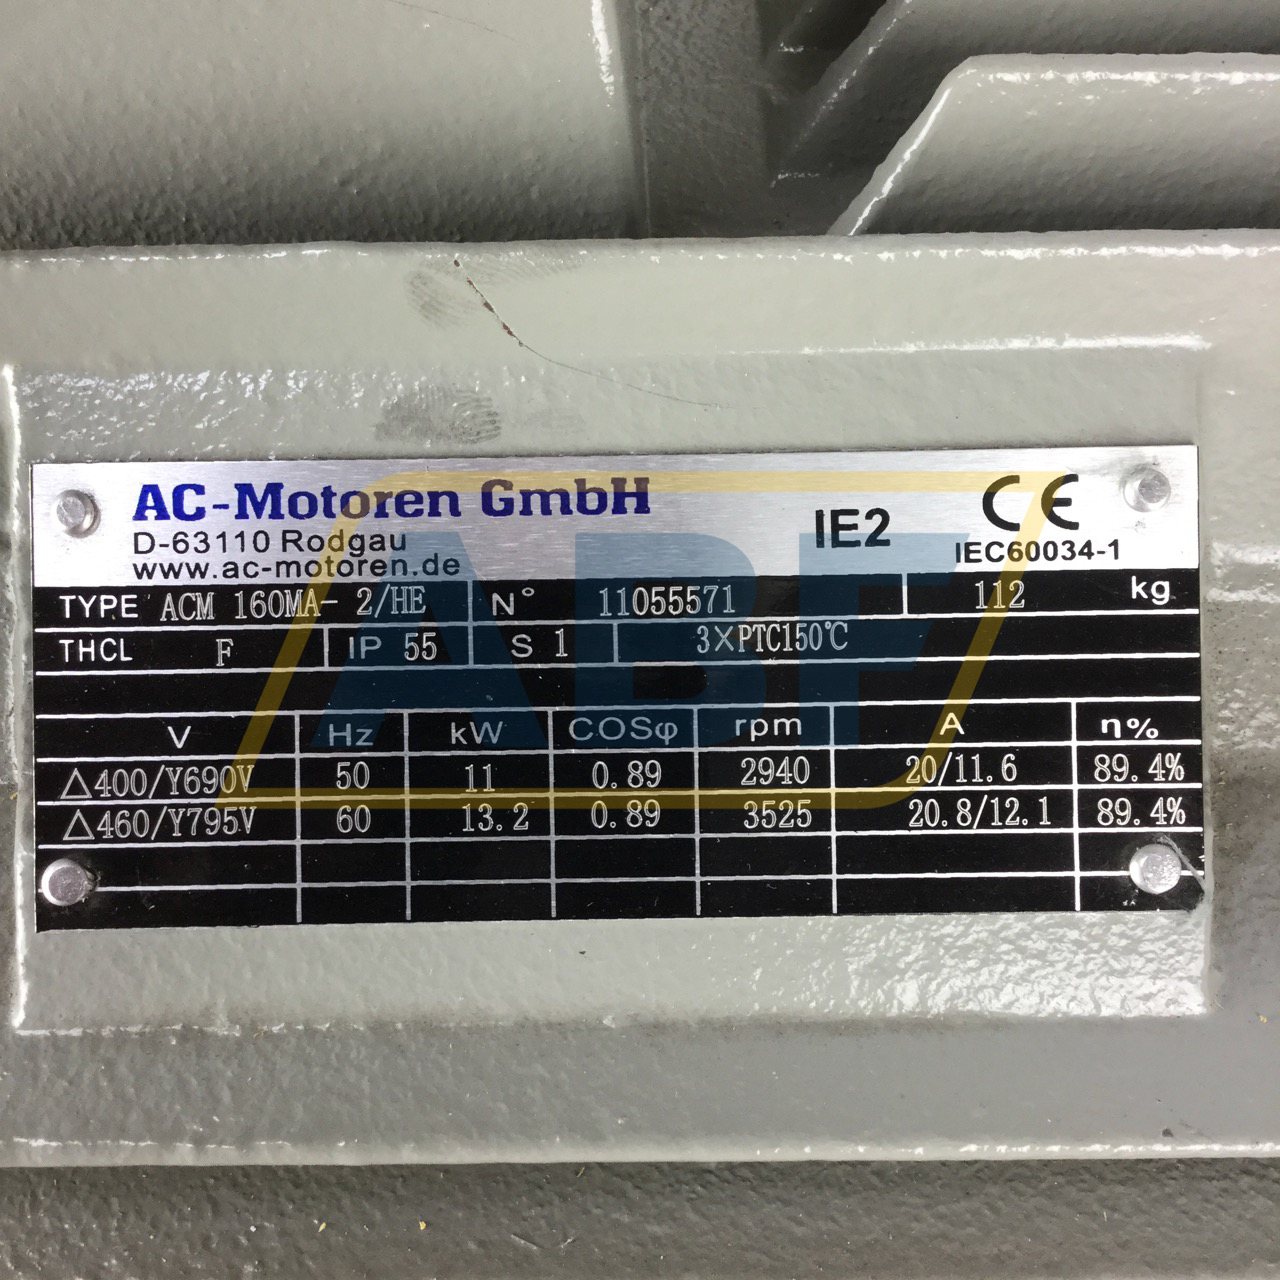 AC-Motoren GmbH
D-63110 Rodgau
www.ac-motoren.de
IE2
CE
IEC60034-1
TYPE ACM 160MA- 2/HE N° 11055571 112 kg
THCL F IP 55 S 1 3×PTC150℃
V Hz kW COSφ rpm A η%
△400/Y690V 50 11 0.89 2940 20/11.6 89.4%
△460/Y795V 60 13.2 0.89 3525 20.8/12.1 89.4%
ABF